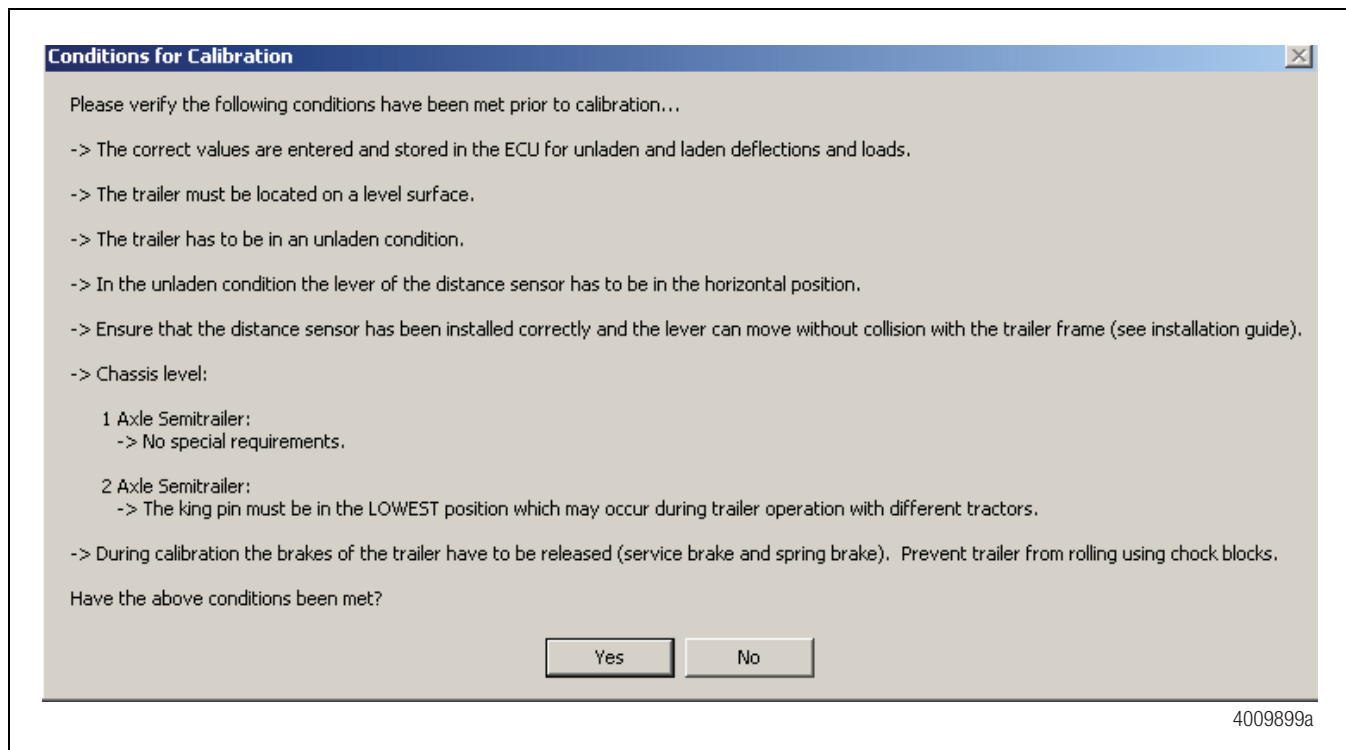 Conditions for Calibration
Please verify the following conditions have been met prior to calibration...
-> The correct values are entered and stored in the ECU for unladen and laden deflections and loads.
-> The trailer must be located on a level surface.
-> The trailer has to be in an unladen condition.
-> In the unladen condition the lever of the distance sensor has to be in the horizontal position.
-> Ensure that the distance sensor has been installed correctly and the lever can move without collision with the trailer frame (see installation guide).
-> Chassis level:
1 Axle Semitrailer:
-> No special requirements.
2 Axle Semitrailer:
-> The king pin must be in the LOWEST position which may occur during trailer operation with different tractors.
-> During calibration the brakes of the trailer have to be released (service brake and spring brake).  Prevent trailer from rolling using chock blocks.
Have the above conditions been met?
Yes No
4009899a